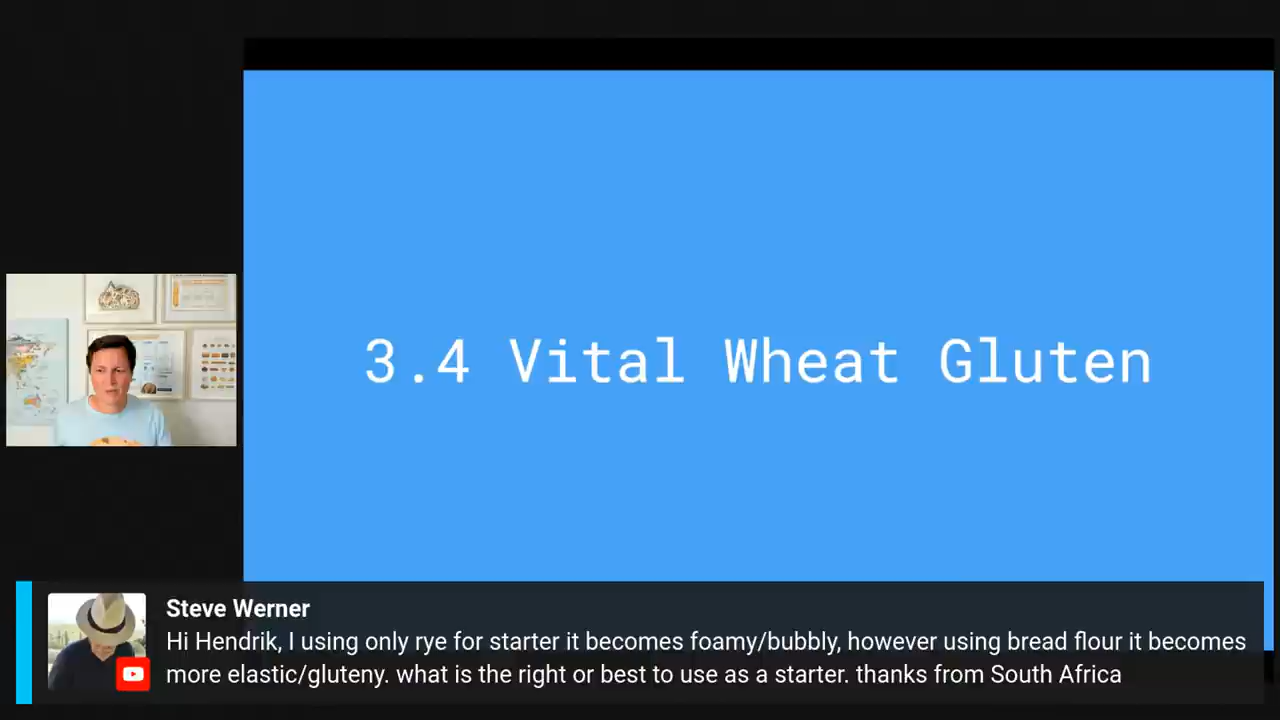 3.4 Vital Wheat Gluten
Steve Werner
Hi Hendrik, I using only rye for starter it becomes foamy/bubbly, however using bread flour it becomes
more elastic/gluteny. what is the right or best to use as a starter. thanks from South Africa